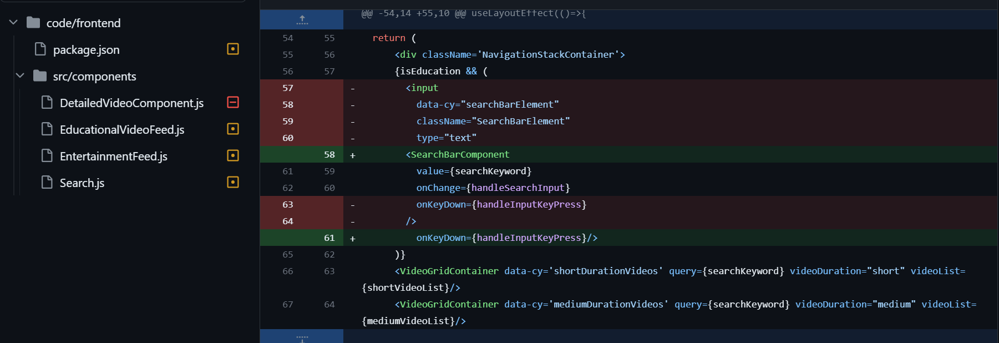 code/frontend
package.json
src/components
DetailedVideoComponent.js
EducationalVideoFeed.js
EntertainmentFeed.js
Search.js
@@ -54,14 +55,10 @@ useLayoutEffect(()=>{
54 55 return (
55 56 <div className='NavigationStackContainer'>
56 57 {isEducation && (
57 - <input
58 - data-cy="searchBarElement"
59 - className="SearchBarElement"
60 - type="text"
58 + <SearchBarComponent
61 59 value={searchKeyword}
62 60 onChange={handleSearchInput}
63 - onKeyDown={handleInputKeyPress}
64 - />
61 + onKeyDown={handleInputKeyPress}/>
65 62 )}
66 63 <VideoGridContainer data-cy='shortDurationVideos' query={searchKeyword} videoDuration="short" videoList=
{shortVideoList}/>
67 64 <VideoGridContainer data-cy='mediumDurationVideos' query={searchKeyword} videoDuration="medium" videoList=
{mediumVideoList}/>